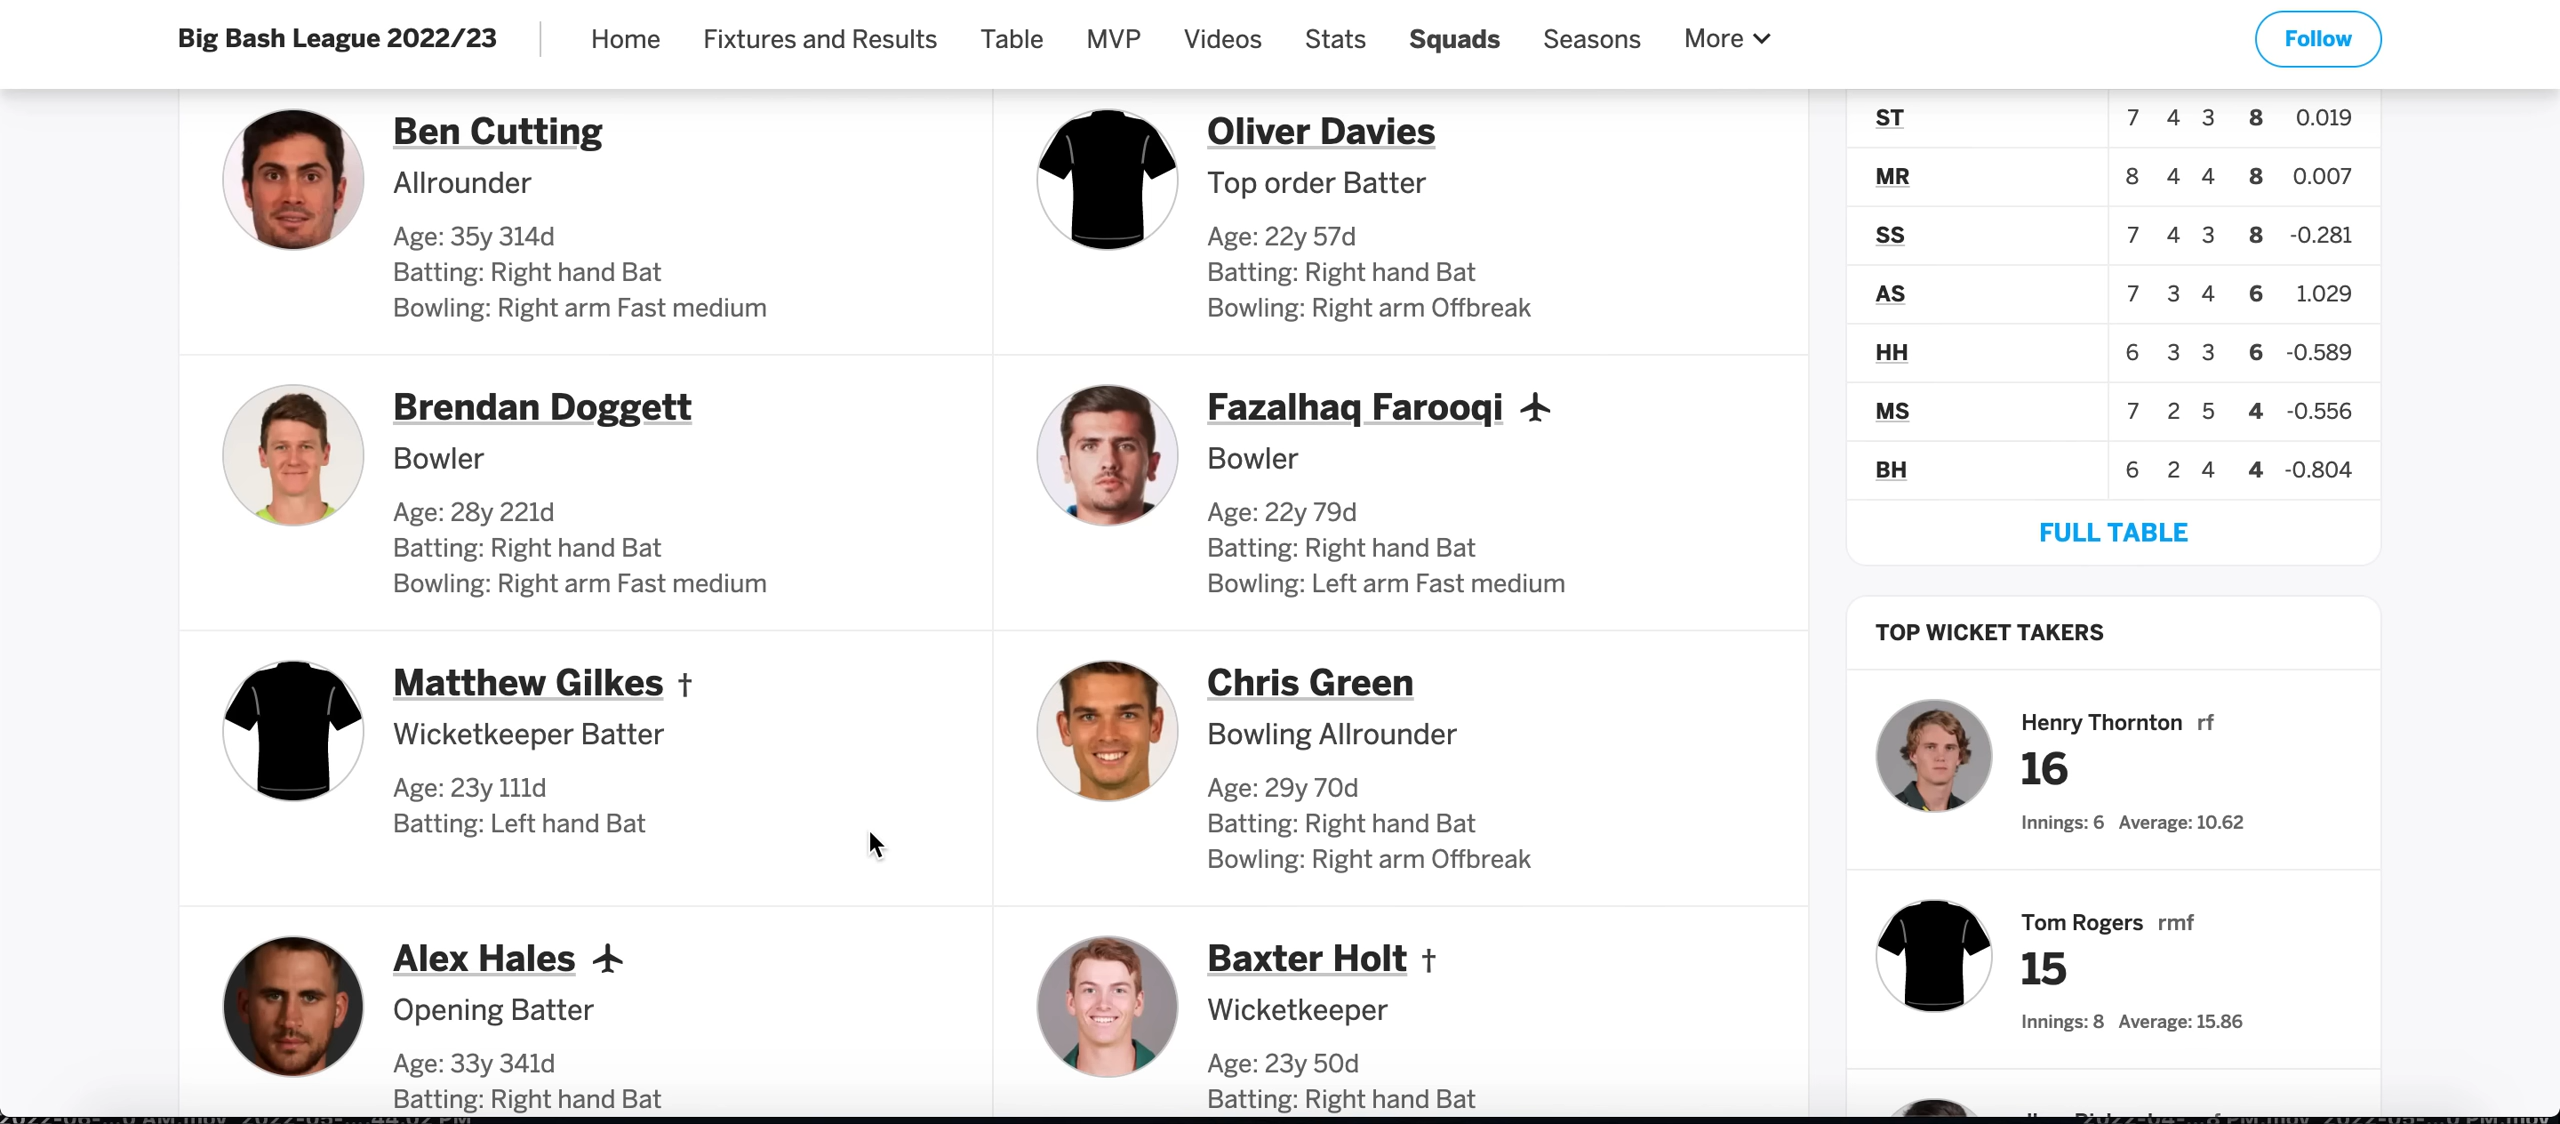 Big Bash League 2022/23
Home Fixtures and Results Table MVP Videos Stats Squads Seasons More
Follow
Ben Cutting
Allrounder
Age: 35y 314d
Batting: Right hand Bat
Bowling: Right arm Fast medium
Oliver Davies
Top order Batter
Age: 22y 57d
Batting: Right hand Bat
Bowling: Right arm Offbreak
Brendan Doggett
Bowler
Age: 28y 221d
Batting: Right hand Bat
Bowling: Right arm Fast medium
Fazalhaq Farooqi
Bowler
Age: 22y 79d
Batting: Right hand Bat
Bowling: Left arm Fast medium
Matthew Gilkes †
Wicketkeeper Batter
Age: 23y 111d
Batting: Left hand Bat
Chris Green
Bowling Allrounder
Age: 29y 70d
Batting: Right hand Bat
Bowling: Right arm Offbreak
Alex Hales
Opening Batter
Age: 33y 341d
Batting: Right hand Bat
Baxter Holt †
Wicketkeeper
Age: 23y 50d
Batting: Right hand Bat
ST 7 4 3 8 0.019
MR 8 4 4 8 0.007
SS 7 4 3 8 -0.281
AS 7 3 4 6 1.029
HH 6 3 3 6 -0.589
MS 7 2 5 4 -0.556
BH 6 2 4 4 -0.804
FULL TABLE
TOP WICKET TAKERS
Henry Thornton rf
16
Innings: 6 Average: 10.62
Tom Rogers rmf
15
Innings: 8 Average: 15.86